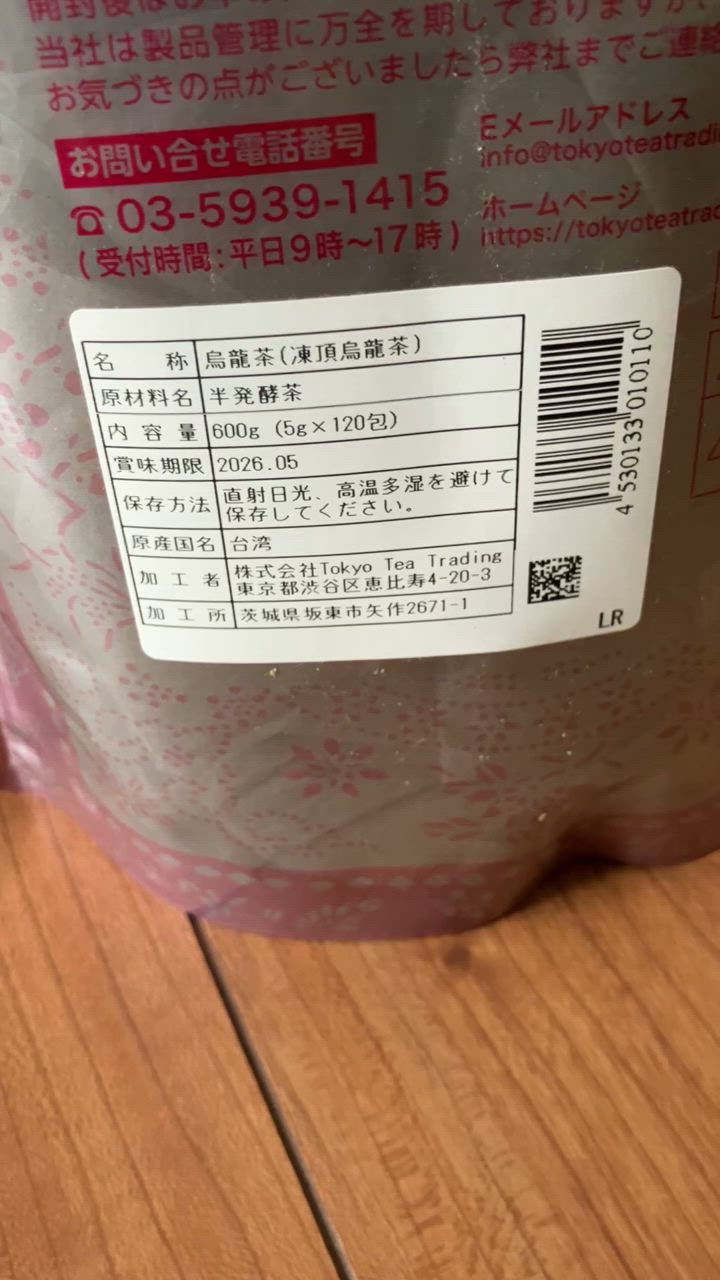 開封後はお早
当社は製品管理に万全を期しておりますが、
お気づきの点がございましたら弊社までご連絡
お問い合せ電話番号
☎03-5939-1415
(受付時間:平日9時〜17時)
Eメールアドレス
info@tokyoteatradi
ホームページ
https://tokyoteatrad
名称 烏龍茶(凍頂烏龍茶)
原材料名 半発酵茶
内容量 600g (5g×120包)
賞味期限 2026.05
保存方法 直射日光、高温多湿を避けて
保存してください。
原産国名 台湾
加工者 株式会社Tokyo Tea Trading
東京都渋谷区恵比寿4-20-3
加工所 茨城県坂東市矢作2671-1
4 530133 010110
LR